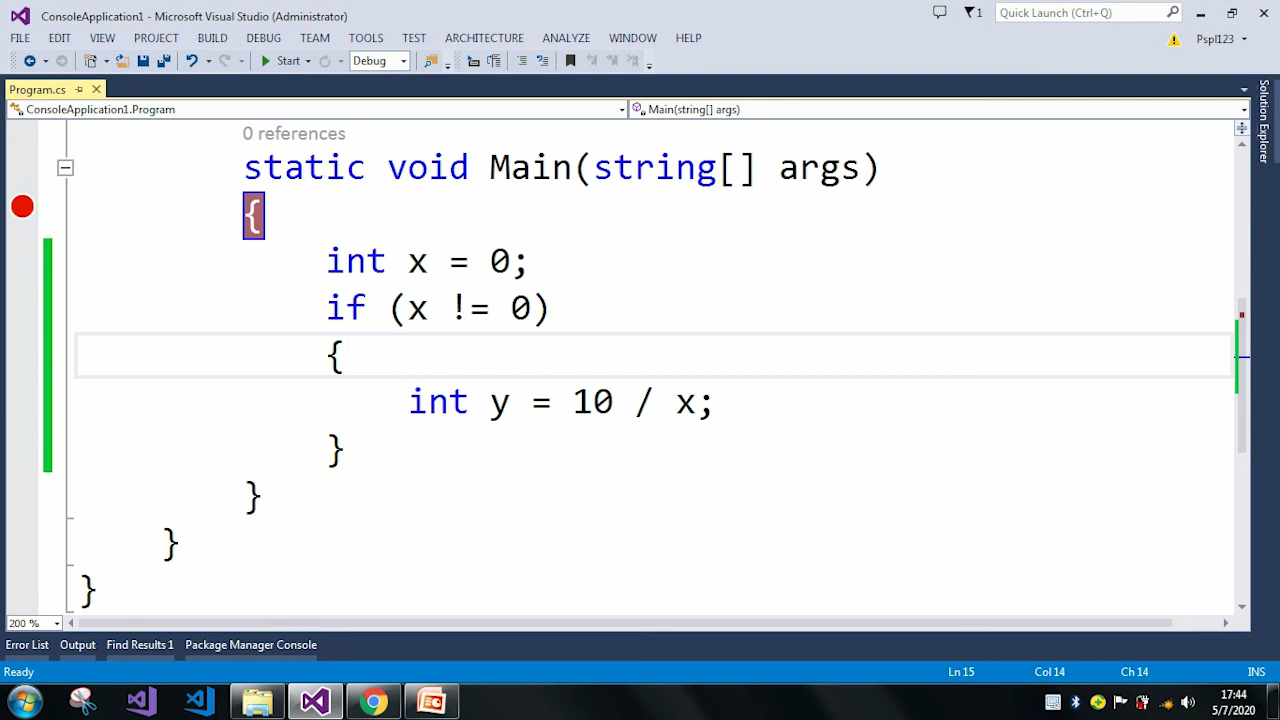 ConsoleApplication1 - Microsoft Visual Studio (Administrator)
1
Quick Launch (Ctrl+Q)
FILE EDIT VIEW PROJECT BUILD DEBUG TEAM TOOLS TEST ARCHITECTURE ANALYZE WINDOW HELP
Pspl123
Start
Debug
Program.cs
ConsoleApplication1.Program
Main(string[] args)
Solution Explorer
0 references
static void Main(string[] args)
{
int x = 0;
if (x != 0)
{
int y = 10 / x;
}
}
}
}
200 %
Error List Output Find Results 1 Package Manager Console
Ready Ln 15 Col 14 Ch 14 INS
17:44
5/7/2020